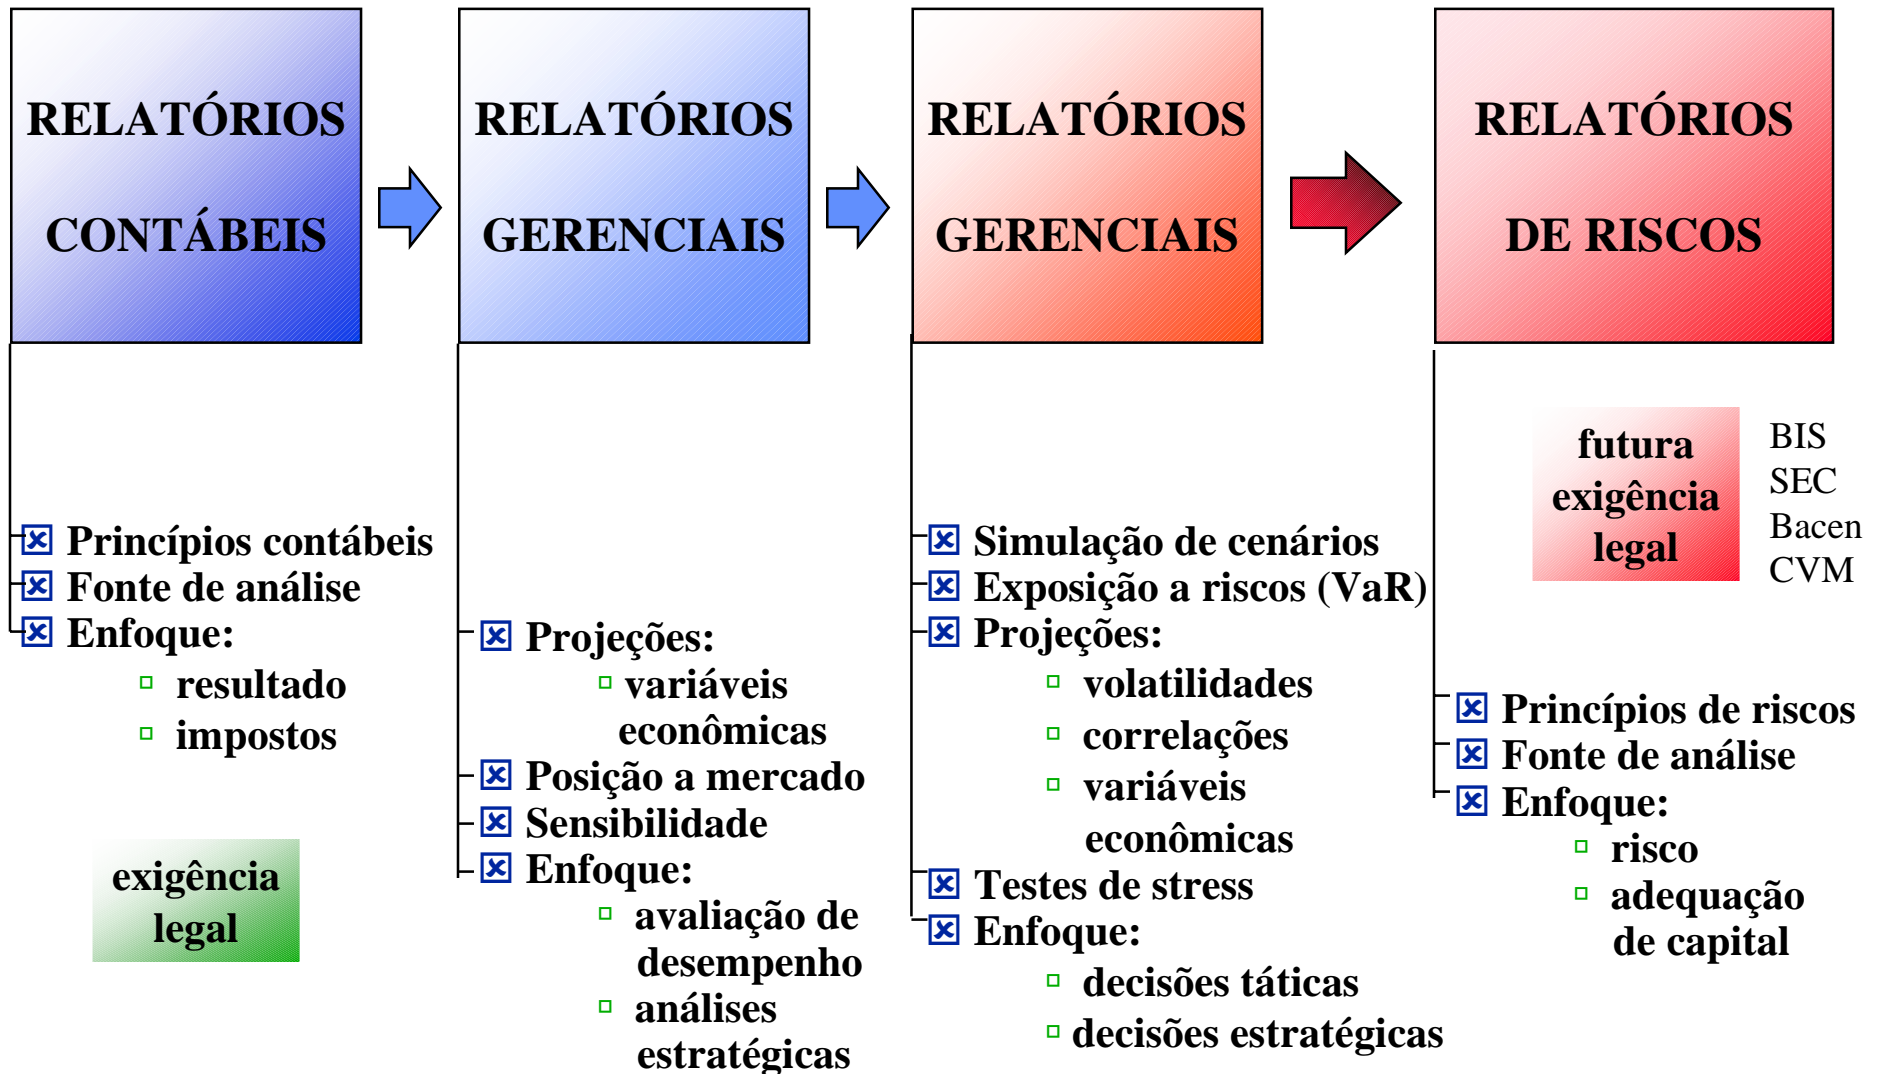 RELATÓRIOS
CONTÁBEIS
Princípios contábeis
Fonte de análise
Enfoque:
resultado
impostos
exigência
legal
RELATÓRIOS
GERENCIAIS
Projeções:
variáveis
econômicas
Posição a mercado
Sensibilidade
Enfoque:
avaliação de
desempenho
análises
estratégicas
RELATÓRIOS
GERENCIAIS
Simulação de cenários
Exposição a riscos (VaR)
Projeções:
volatilidades
correlações
variáveis
econômicas
Testes de stress
Enfoque:
decisões táticas
decisões estratégicas
RELATÓRIOS
DE RISCOS
futura
exigência
legal
BIS
SEC
Bacen
CVM
Princípios de riscos
Fonte de análise
Enfoque:
risco
adequação
de capital